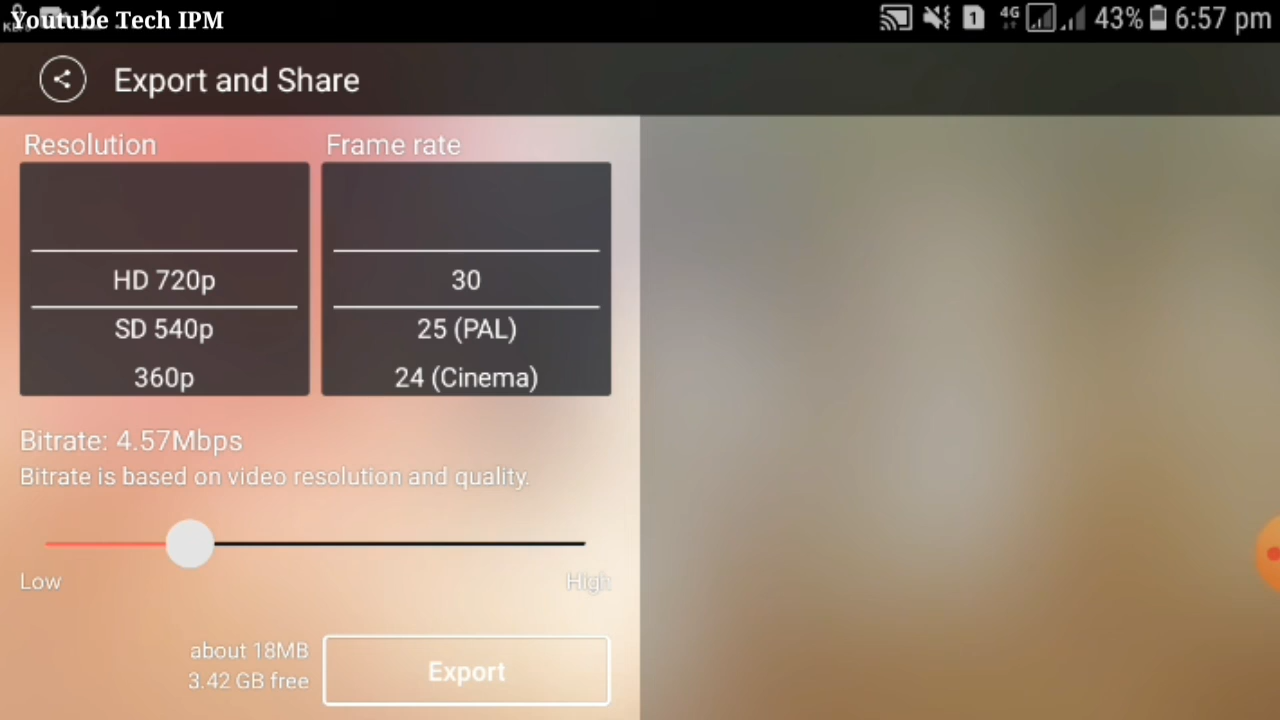 Youtube Tech IPM
1 4G 43% 6:57 pm
Export and Share
Resolution
Frame rate
HD 720p
30
SD 540p
25 (PAL)
360p
24 (Cinema)
Bitrate: 4.57Mbps
Bitrate is based on video resolution and quality.
Low
High
about 18MB
3.42 GB free
Export